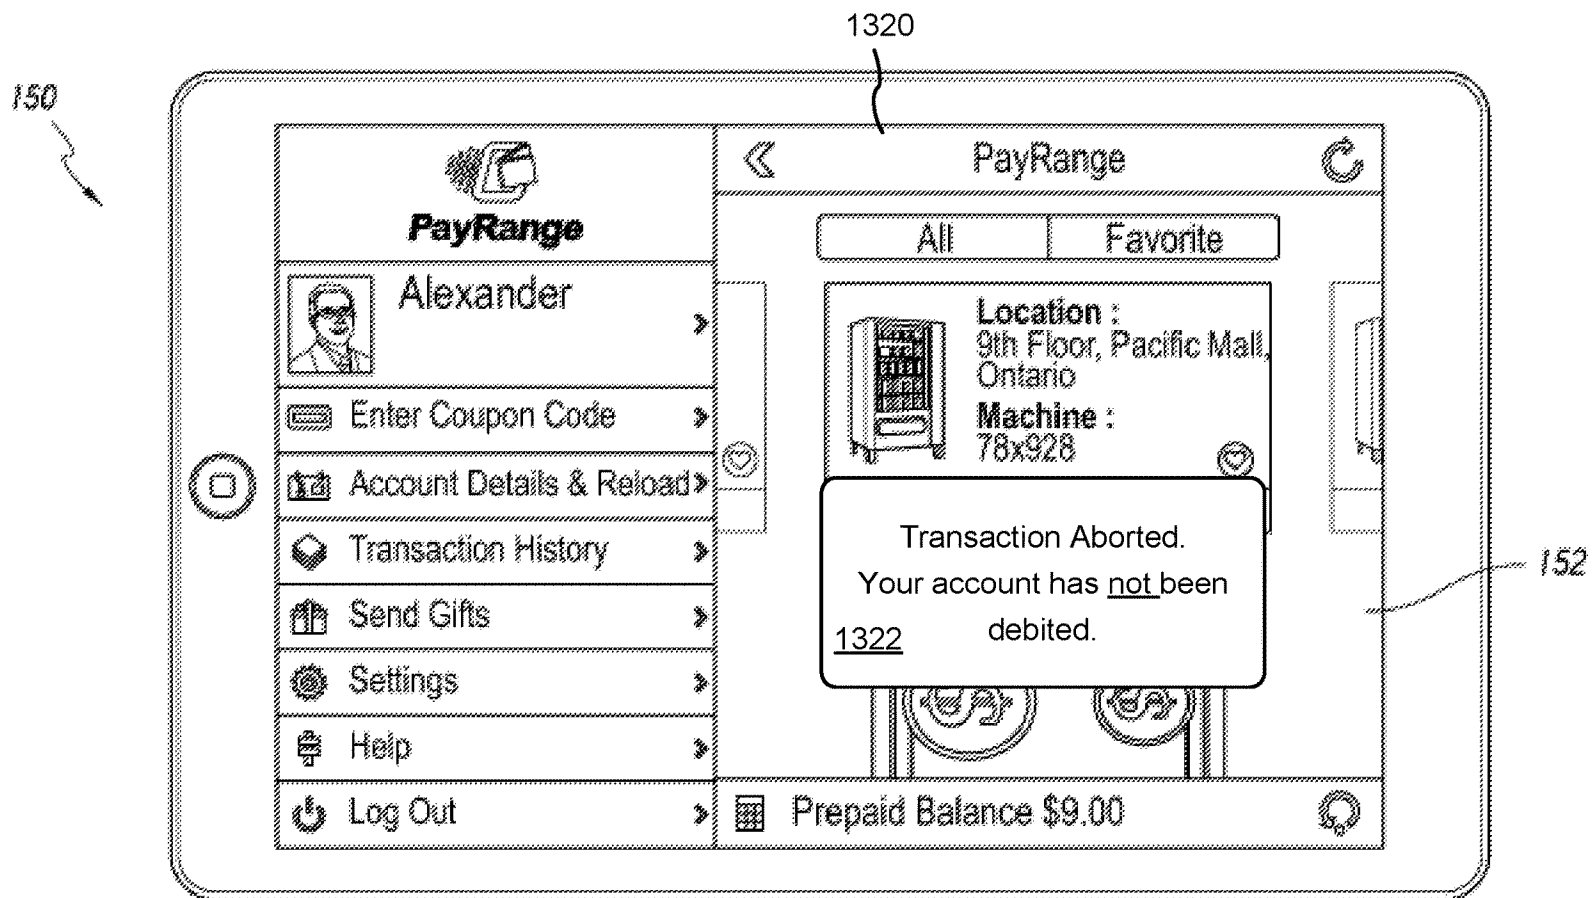 1320
150
PayRange
Alexander
Enter Coupon Code
Account Details & Reload
Transaction History
Send Gifts
Settings
Help
Log Out
PayRange
All
Favorite
Location :
9th Floor, Pacific Mall,
Ontario
Machine :
78x928
Transaction Aborted.
Your account has not been
debited.
1322
152
Prepaid Balance $9.00